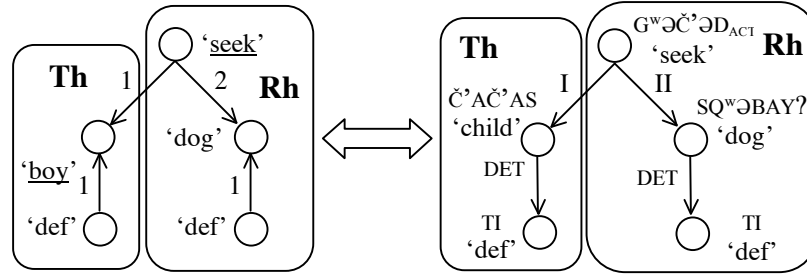 ‘seek’
Th
1
2
Rh
‘dog’
‘boy’
1
1
‘def’
‘def’
GʷƏČ’ƏD_ACT
Th
‘seek’
Rh
I
II
Č’AČ’AS
‘child’
SQʷƏBAY?
‘dog’
DET
DET
TI
‘def’
TI
‘def’